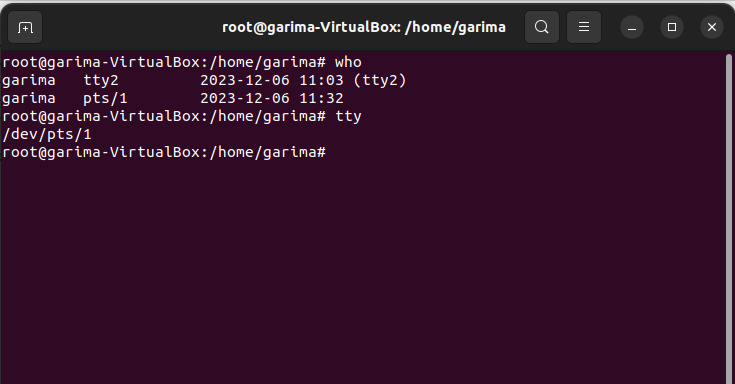 root@garima-VirtualBox: /home/garima
root@garima-VirtualBox:/home/garima# who
garima   tty2         2023-12-06 11:03 (tty2)
garima   pts/1        2023-12-06 11:32
root@garima-VirtualBox:/home/garima# tty
/dev/pts/1
root@garima-VirtualBox:/home/garima#